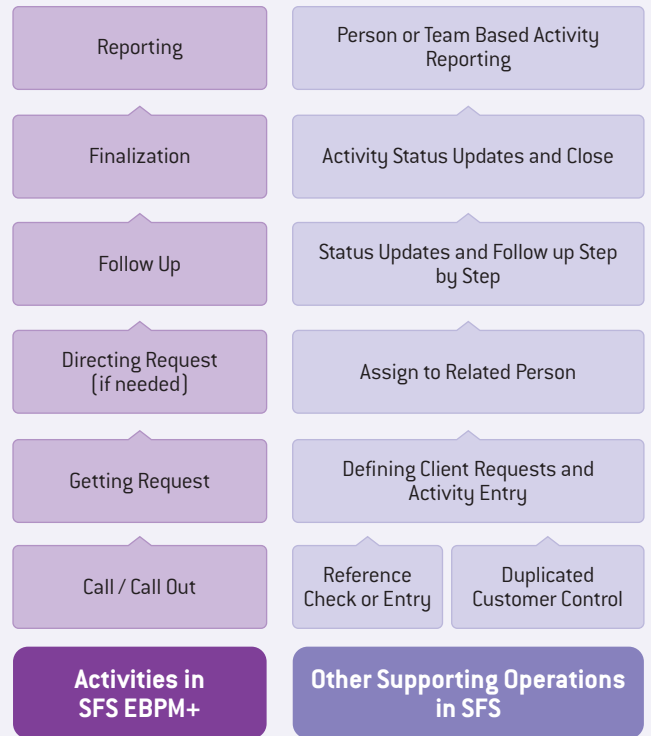 Reporting
Person or Team Based Activity
Reporting
Finalization
Activity Status Updates and Close
Follow Up
Status Updates and Follow up Step
by Step
Directing Request
(if needed)
Assign to Related Person
Getting Request
Defining Client Requests and
Activity Entry
Call / Call Out
Reference
Check or Entry
Duplicated
Customer Control
Activities in
SFS EBPM+
Other Supporting Operations
in SFS